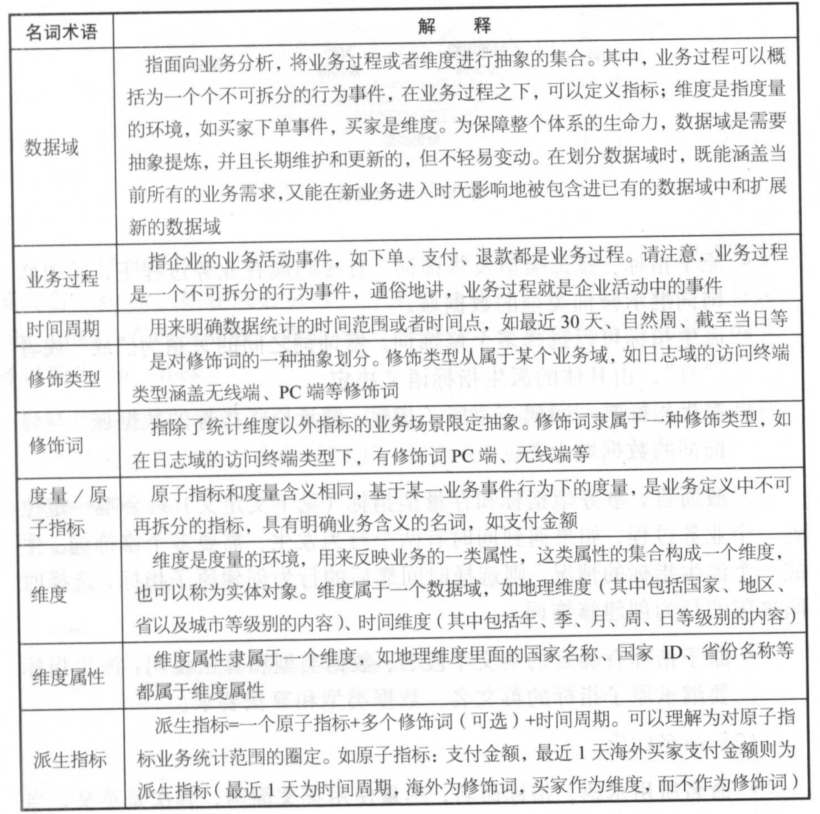 名词术语
解 释
数据域
指面向业务分析，将业务过程或者维度进行抽象的集合。其中，业务过程可以概
括为一个个不可拆分的行为事件，在业务过程之下，可以定义指标；维度是指度量
的环境，如买家下单事件，买家是维度。为保障整个体系的生命力，数据域是需要
抽象提炼，并且长期维护和更新的，但不轻易变动。在划分数据域时，既能涵盖当
前所有的业务需求，又能在新业务进入时无影响地被包含进已有的数据域中和扩展
新的数据域
业务过程
指企业的业务活动事件，如下单、支付、退款都是业务过程。请注意，业务过程
是一个不可拆分的行为事件，通俗地讲，业务过程就是企业活动中的事件
时间周期
用来明确数据统计的时间范围或者时间点，如最近 30 天、自然周、截至当日等
修饰类型
是对修饰词的一种抽象划分。修饰类型从属于某个业务域，如日志域的访问终端
类型涵盖无线端、PC 端等修饰词
修饰词
指除了统计维度以外指标的业务场景限定抽象。修饰词隶属于一种修饰类型，如
在日志域的访问终端类型下，有修饰词 PC 端、无线端等
度量／原
子指标
原子指标和度量含义相同，基于某一业务事件行为下的度量，是业务定义中不可
再拆分的指标，具有明确业务含义的名词，如支付金额
维度
维度是度量的环境，用来反映业务的一类属性，这类属性的集合构成一个维度，
也可以称为实体对象。维度属于一个数据域，如地理维度（其中包括国家、地区、
省以及城市等级别的内容）、时间维度（其中包括年、季、月、周、日等级别的内容）
维度属性
维度属性隶属于一个维度，如地理维度里面的国家名称、国家 ID、省份名称等
都属于维度属性
派生指标
派生指标=一个原子指标+多个修饰词（可选）+时间周期。可以理解为对原子指
标业务统计范围的圈定。如原子指标：支付金额，最近 1 天海外买家支付金额则为
派生指标（最近 1 天为时间周期，海外为修饰词，买家作为维度，而不作为修饰词）